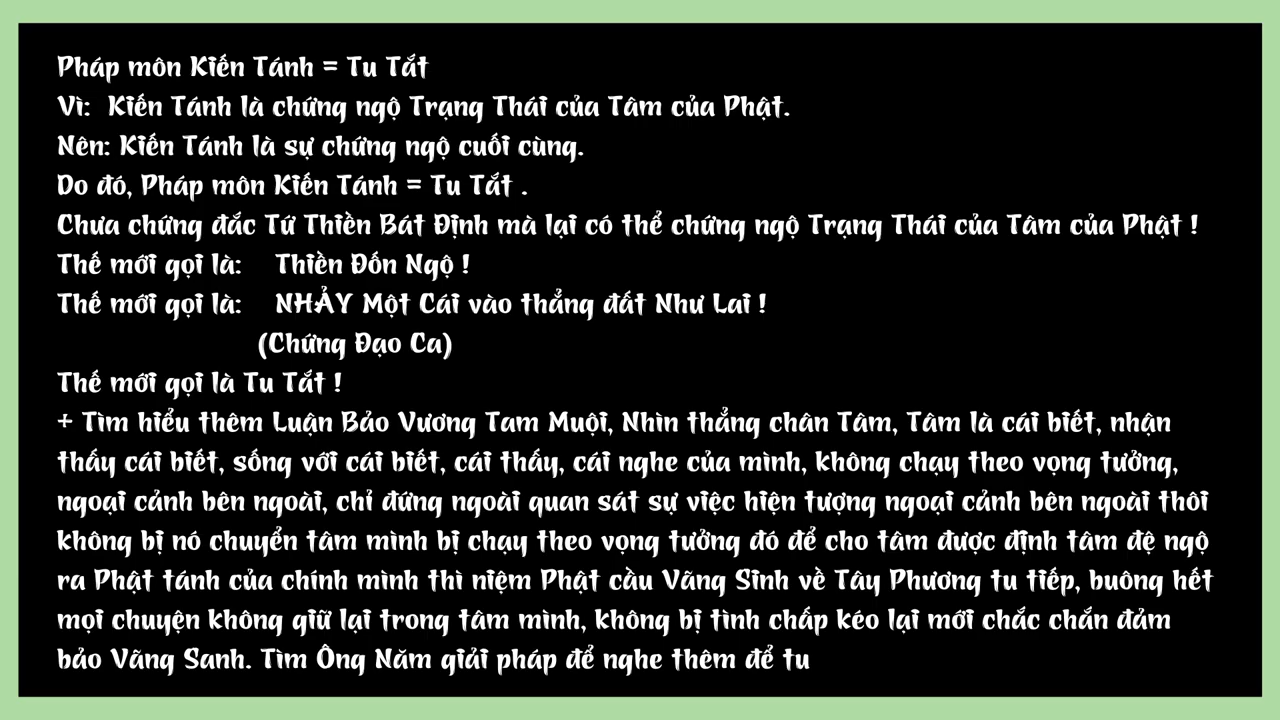 Pháp môn Kiến Tánh = Tu Tắt
Vì: Kiến Tánh là chứng ngộ Trạng Thái của Tâm của Phật.
Nên: Kiến Tánh là sự chứng ngộ cuối cùng.
Do đó, Pháp môn Kiến Tánh = Tu Tắt .
Chưa chứng đắc Tứ Thiền Bát Định mà lại có thể chứng ngộ Trạng Thái của Tâm của Phật !
Thế mới gọi là: Thiền Đốn Ngộ !
Thế mới gọi là: NHẢY Một Cái vào thẳng đất Như Lai !
(Chứng Đạo Ca)
Thế mới gọi là Tu Tắt !
+ Tìm hiểu thêm Luận Bảo Vương Tam Muội, Nhìn thẳng chân Tâm, Tâm là cái biết, nhận
thấy cái biết, sống với cái biết, cái thấy, cái nghe của mình, không chạy theo vọng tưởng,
ngoại cảnh bên ngoài, chỉ đứng ngoài quan sát sự việc hiện tượng ngoại cảnh bên ngoài thôi
không bị nó chuyển tâm mình bị chạy theo vọng tưởng đó để cho tâm được định tâm đệ ngộ
ra Phật tánh của chính mình thì niệm Phật cầu Vãng Sinh về Tây Phương tu tiếp, buông hết
mọi chuyện không giữ lại trong tâm mình, không bị tình chấp kéo lại mới chắc chắn đảm
bảo Vãng Sanh. Tìm Ông Năm giải pháp để nghe thêm để tu